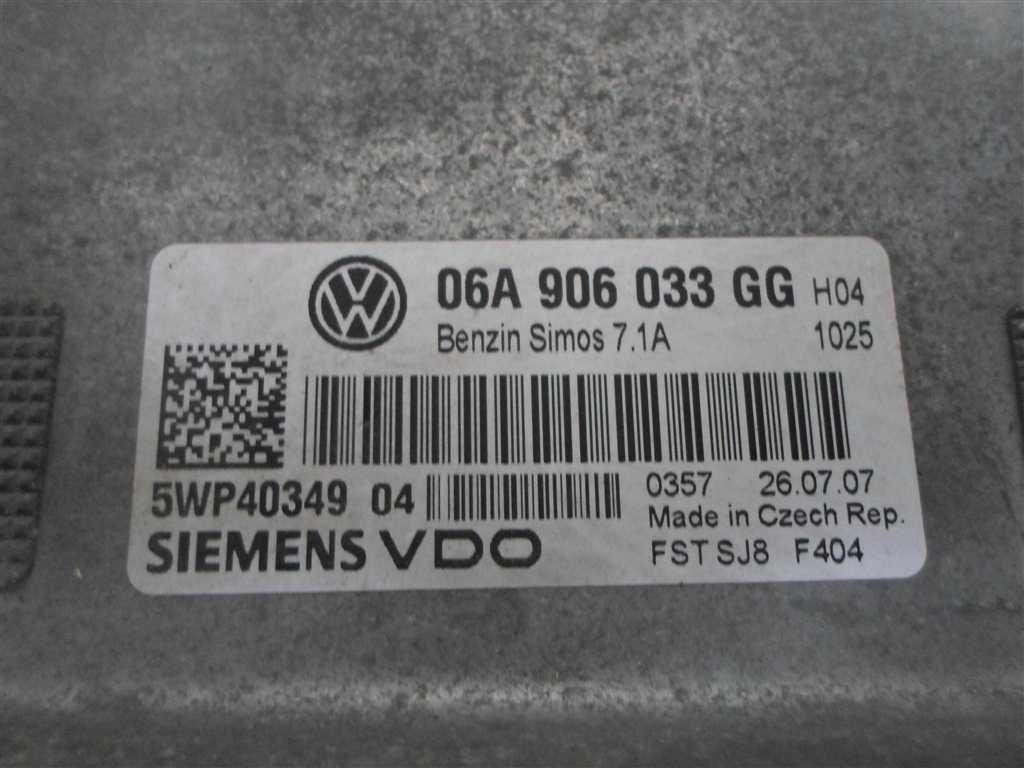 06A 906 033 GG H04
Benzin Simos 7.1A 1025
5WP40349 04
0357 26.07.07
Made in Czech Rep.
SIEMENS VDO
FST SJ8 F404